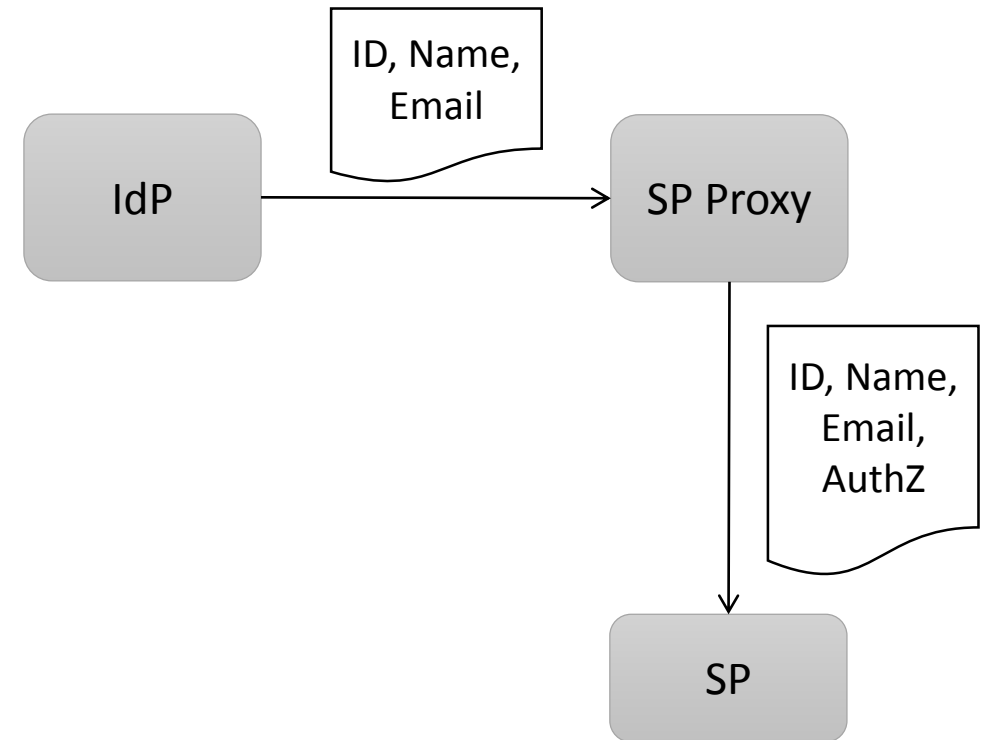 ID, Name,
Email
IdP
SP Proxy
ID, Name,
Email,
AuthZ
SP